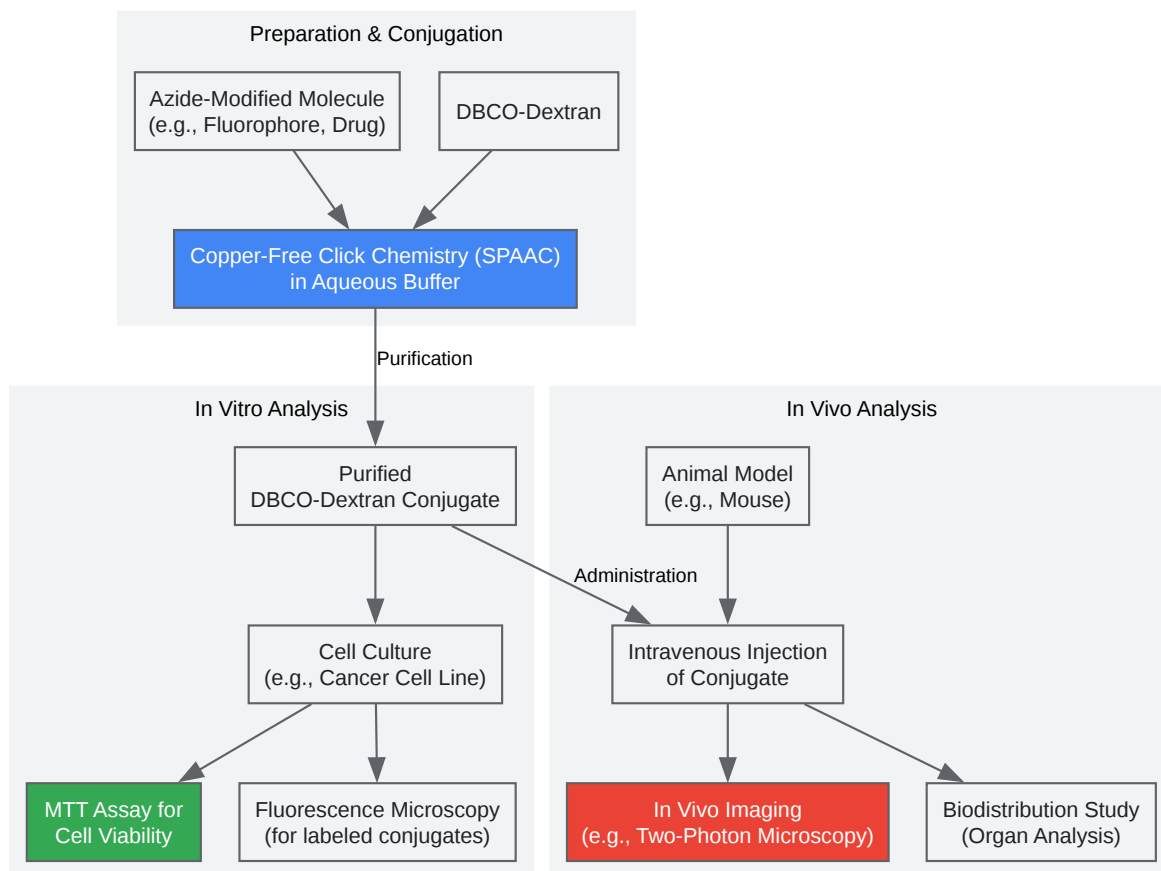 Preparation & Conjugation
Azide-Modified Molecule
(e.g., Fluorophore, Drug)
DBCO-Dextran
Copper-Free Click Chemistry (SPAAC)
in Aqueous Buffer
Purification
In Vitro Analysis
In Vivo Analysis
Purified
DBCO-Dextran Conjugate
Animal Model
(e.g., Mouse)
Administration
Cell Culture
(e.g., Cancer Cell Line)
Intravenous Injection
of Conjugate
MTT Assay for
Cell Viability
Fluorescence Microscopy
(for labeled conjugates)
In Vivo Imaging
(e.g., Two-Photon Microscopy)
Biodistribution Study
(Organ Analysis)